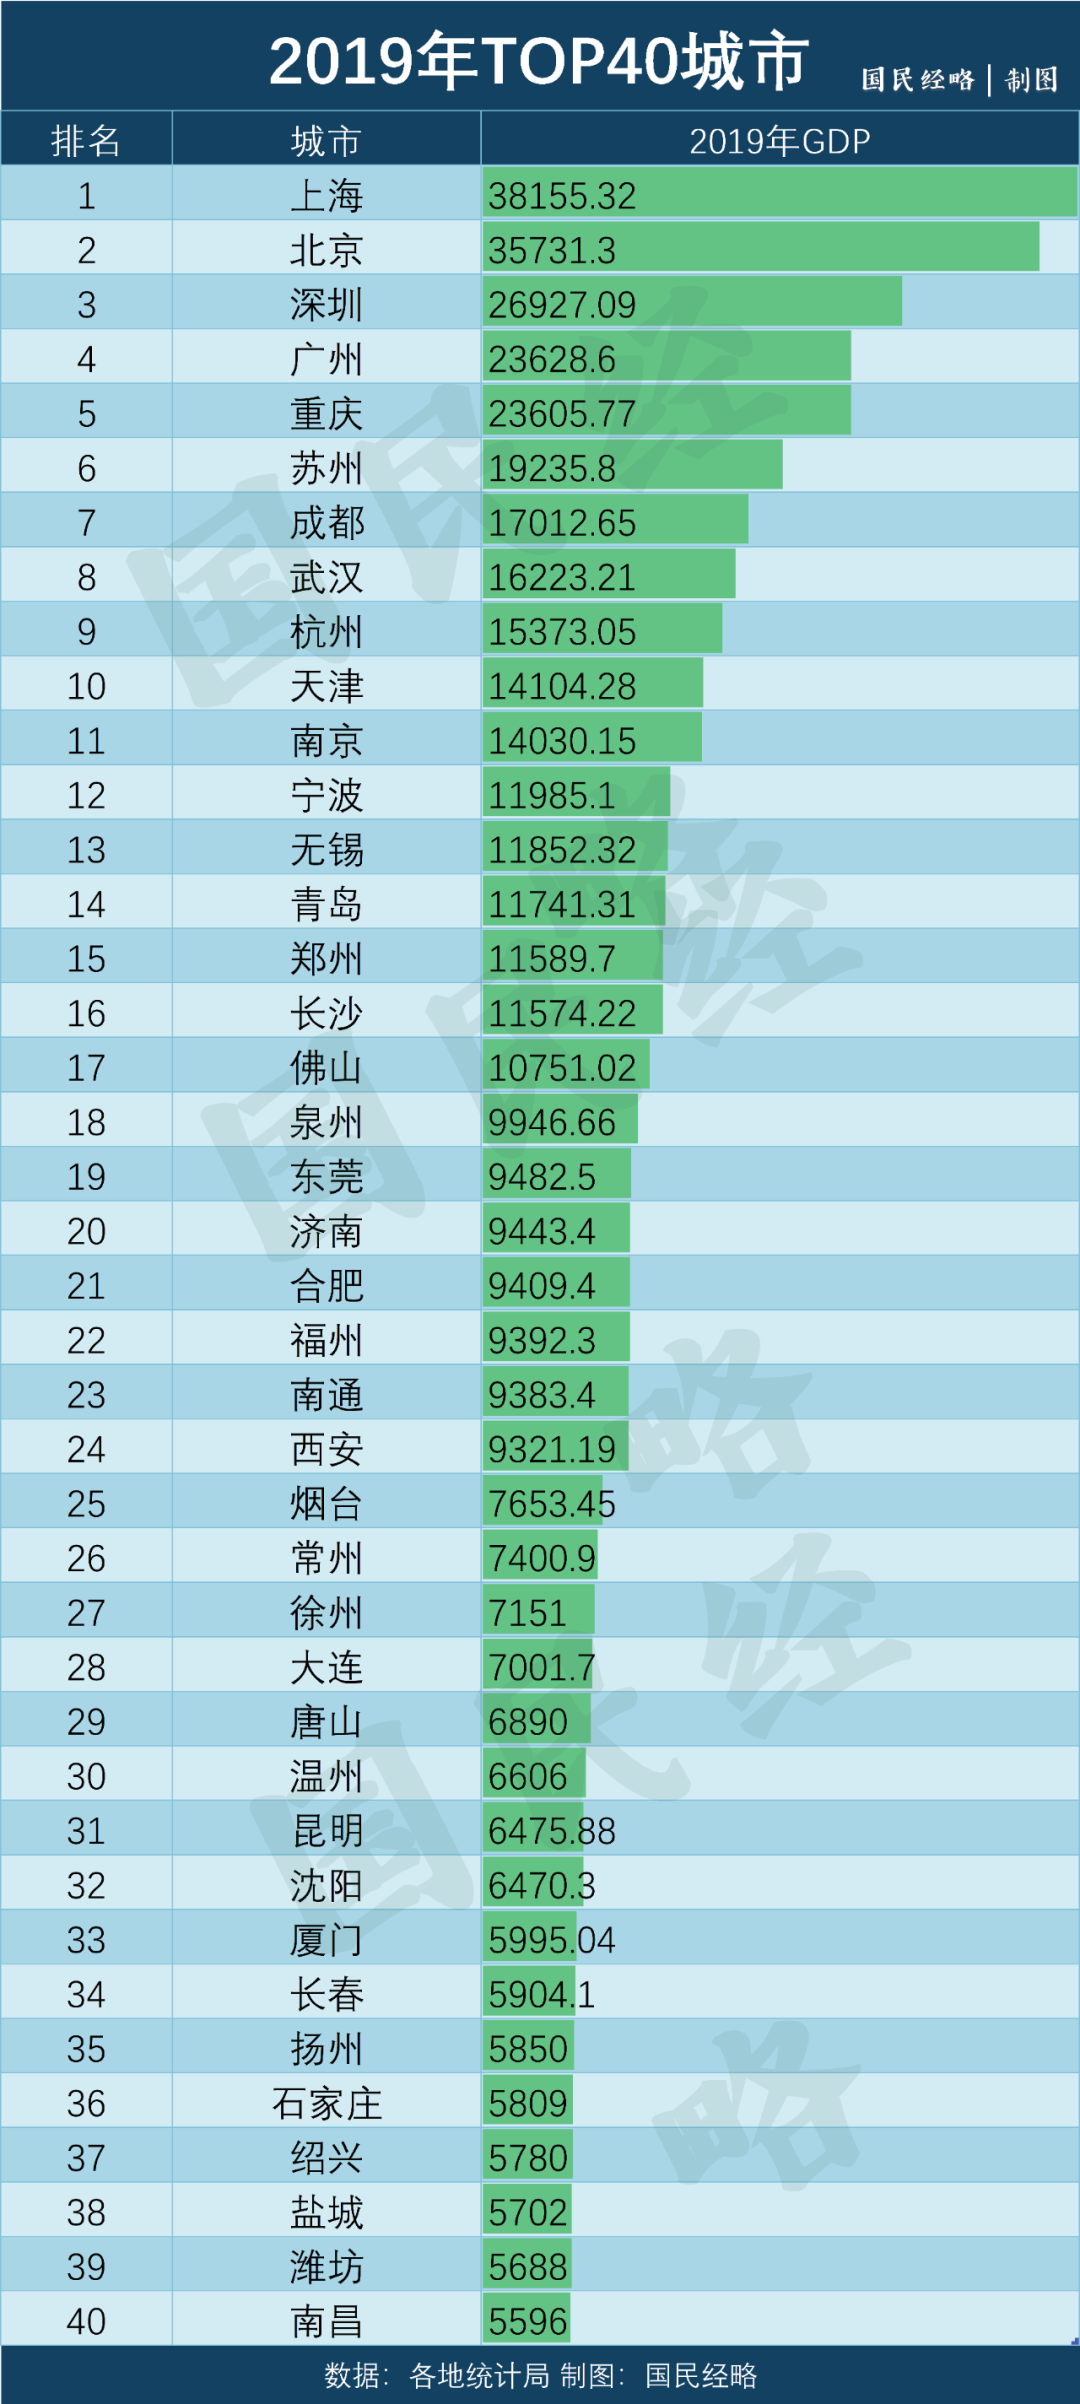 2019年TOP40城市 国民经略 | 制图
排名 城市 2019年GDP
1 上海 38155.32
2 北京 35731.3
3 深圳 26927.09
4 广州 23628.6
5 重庆 23605.77
6 苏州 19235.8
7 成都 17012.65
8 武汉 16223.21
9 杭州 15373.05
10 天津 14104.28
11 南京 14030.15
12 宁波 11985.1
13 无锡 11852.32
14 青岛 11741.31
15 郑州 11589.7
16 长沙 11574.22
17 佛山 10751.02
18 泉州 9946.66
19 东莞 9482.5
20 济南 9443.4
21 合肥 9409.4
22 福州 9392.3
23 南通 9383.4
24 西安 9321.19
25 烟台 7653.45
26 常州 7400.9
27 徐州 7151
28 大连 7001.7
29 唐山 6890
30 温州 6606
31 昆明 6475.88
32 沈阳 6470.3
33 厦门 5995.04
34 长春 5904.1
35 扬州 5850
36 石家庄 5809
37 绍兴 5780
38 盐城 5702
39 潍坊 5688
40 南昌 5596
数据：各地统计局 制图：国民经略
国民经略
国民经略
国民经略